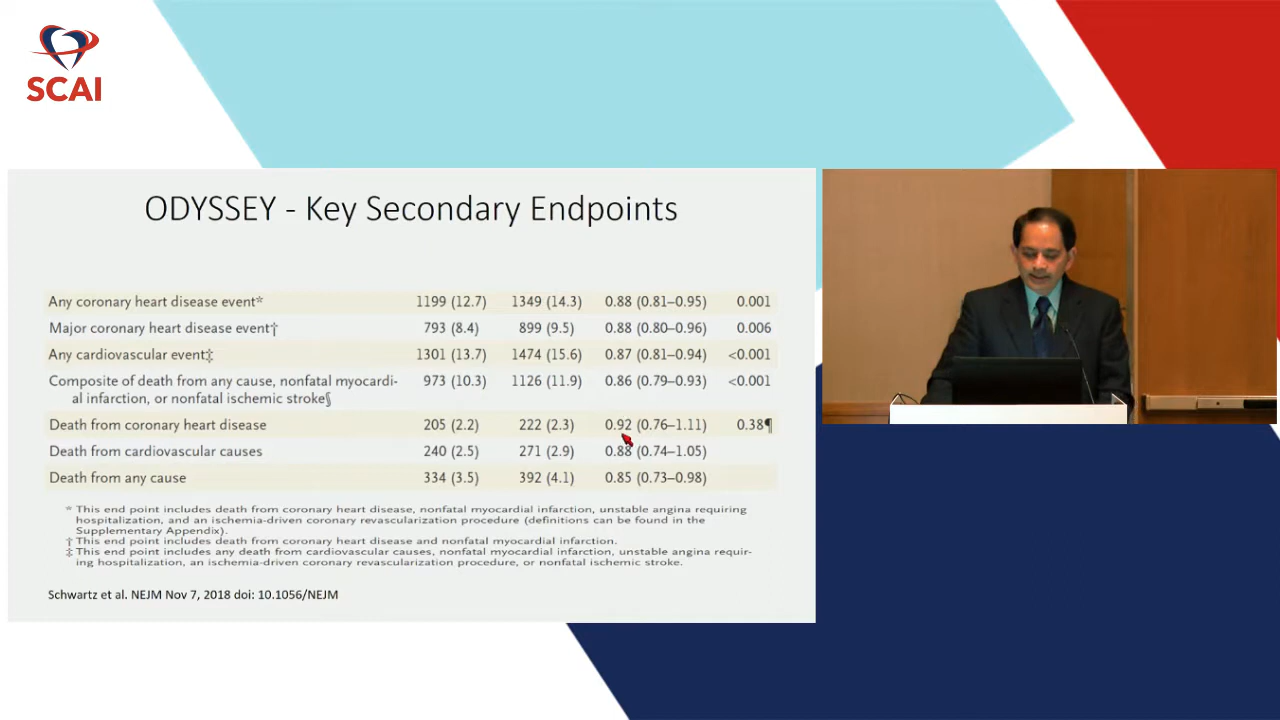 SCAI
ODYSSEY - Key Secondary Endpoints
Any coronary heart disease event* 1199 (12.7) 1349 (14.3) 0.88 (0.81–0.95) 0.001
Major coronary heart disease event† 793 (8.4) 899 (9.5) 0.88 (0.80–0.96) 0.006
Any cardiovascular event‡ 1301 (13.7) 1474 (15.6) 0.87 (0.81–0.94) <0.001
Composite of death from any cause, nonfatal myocardi- 973 (10.3) 1126 (11.9) 0.86 (0.79–0.93) <0.001
al infarction, or nonfatal ischemic stroke§
Death from coronary heart disease 205 (2.2) 222 (2.3) 0.92 (0.76–1.11) 0.38¶
Death from cardiovascular causes 240 (2.5) 271 (2.9) 0.88 (0.74–1.05)
Death from any cause 334 (3.5) 392 (4.1) 0.85 (0.73–0.98)
* This end point includes death from coronary heart disease, nonfatal myocardial infarction, unstable angina requiring
hospitalization, and an ischemia-driven coronary revascularization procedure (definitions can be found in the
Supplementary Appendix).
† This end point includes death from coronary heart disease and nonfatal myocardial infarction.
‡ This end point includes any death from cardiovascular causes, nonfatal myocardial infarction, unstable angina requir-
ing hospitalization, an ischemia-driven coronary revascularization procedure, or nonfatal ischemic stroke.
Schwartz et al. NEJM Nov 7, 2018 doi: 10.1056/NEJM